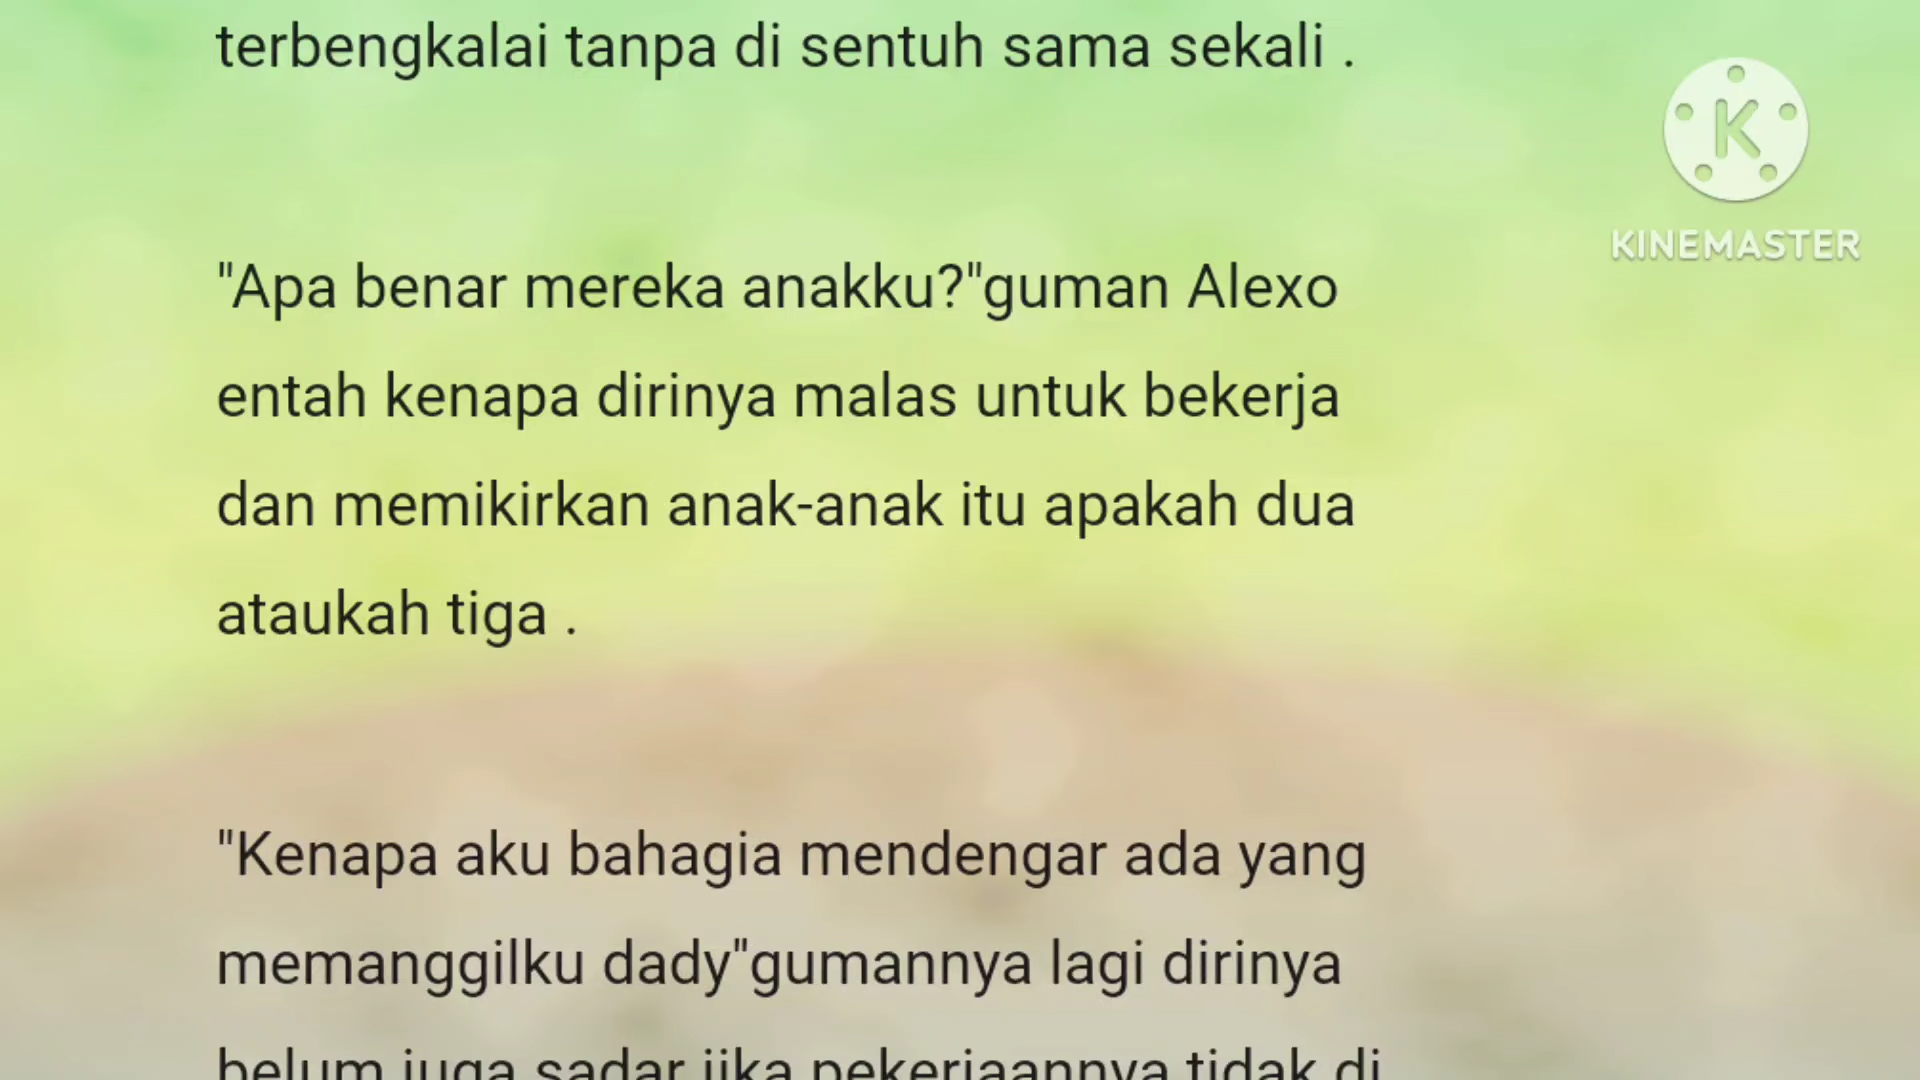 terbengkalai tanpa di sentuh sama sekali .
K
KINEMASTER
"Apa benar mereka anakku?"guman Alexo
entah kenapa dirinya malas untuk bekerja
dan memikirkan anak-anak itu apakah dua
ataukah tiga .
"Kenapa aku bahagia mendengar ada yang
memanggilku dady"gumannya lagi dirinya
belum juga sadar jika pekerjaannya tidak di